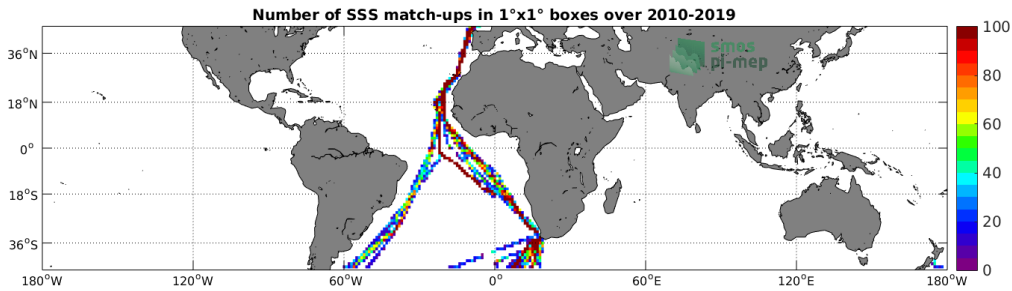 Number of SSS match-ups in 1°x1° boxes over 2010-2019
smos
pi-mep
36°N
18°N
0°
18°S
36°S
180°W 120°W 60°W 0° 60°E 120°E 180°W
100
80
60
40
20
0